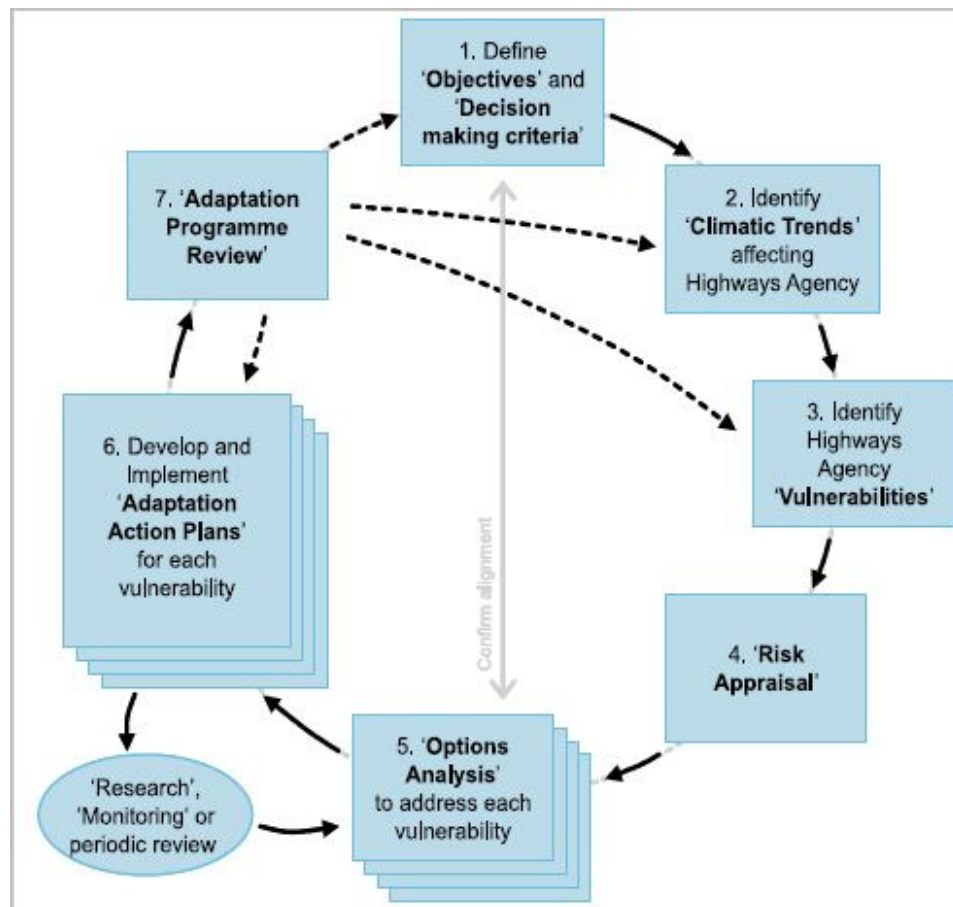 1. Define
‘Objectives’ and
‘Decision
making criteria’
2. Identify
‘Climatic Trends’
affecting
Highways Agency
3. Identify
Highways
Agency
‘Vulnerabilities’
4. ‘Risk
Appraisal’
5. ‘Options
Analysis’
to address each
vulnerability
‘Research’,
‘Monitoring’ or
periodic review
6. Develop and
Implement
‘Adaptation
Action Plans’
for each
vulnerability
7. ‘Adaptation
Programme
Review’
Confirm alignment